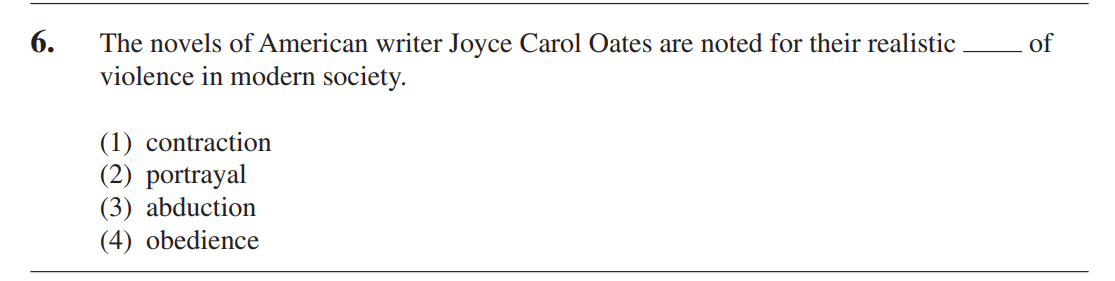 6. The novels of American writer Joyce Carol Oates are noted for their realistic ____ of
violence in modern society.
(1) contraction
(2) portrayal
(3) abduction
(4) obedience